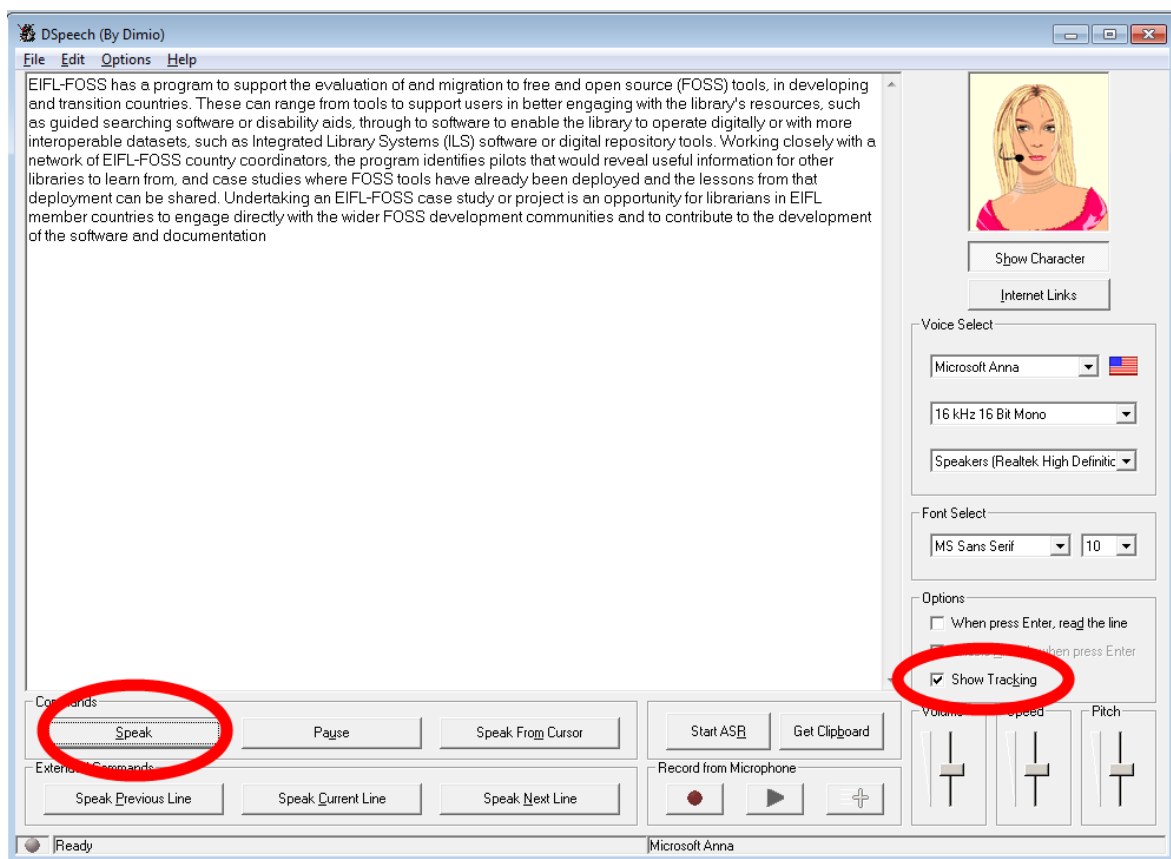 DSpeech (By Dimio)
File Edit Options Help
EIFL-FOSS has a program to support the evaluation of and migration to free and open source (FOSS) tools, in developing
and transition countries. These can range from tools to support users in better engaging with the library's resources, such
as guided searching software or disability aids, through to software to enable the library to operate digitally or with more
interoperable datasets, such as Integrated Library Systems (ILS) software or digital repository tools. Working closely with a
network of EIFL-FOSS country coordinators, the program identifies pilots that would reveal useful information for other
libraries to learn from, and case studies where FOSS tools have already been deployed and the lessons from that
deployment can be shared. Undertaking an EIFL-FOSS case study or project is an opportunity for librarians in EIFL
member countries to engage directly with the wider FOSS development communities and to contribute to the development
of the software and documentation
Show Character
Internet Links
Voice Select
Microsoft Anna
16 kHz 16 Bit Mono
Speakers (Realtek High Definitic
Font Select
MS Sans Serif 10
Options
When press Enter, read the line
when press Enter
Show Tracking
Commands
Speak Pause Speak From Cursor Start ASR Get Clipboard
Volume Speed Pitch
Extended Commands
Record from Microphone
Speak Previous Line Speak Current Line Speak Next Line
Ready Microsoft Anna